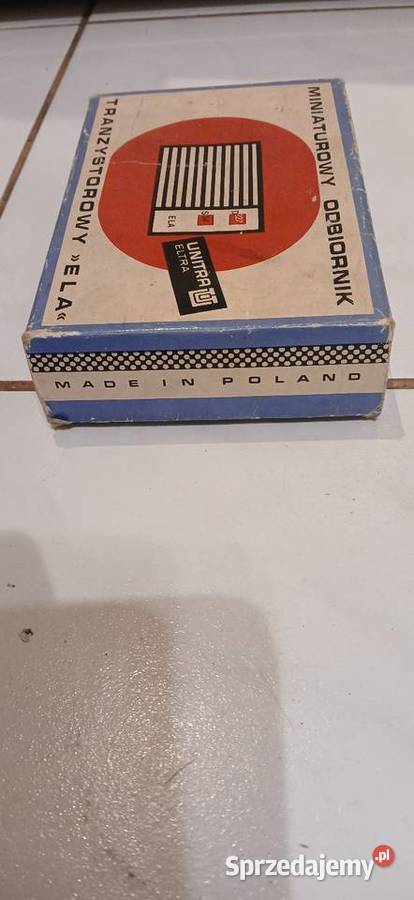 MINIATUROWY ODBIORNIK
TRANZYSTOROWY »ELA«
ELA
UNITRA
ELTRA
MADE IN POLAND
Sprzedajemy.pl